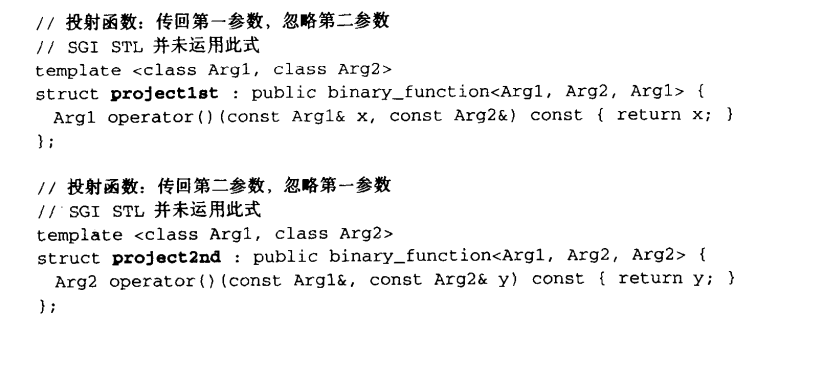 // 投射函数：传回第一参数，忽略第二参数
// SGI STL 并未运用此式
template <class Arg1, class Arg2>
struct project1st : public binary_function<Arg1, Arg2, Arg1> {
  Arg1 operator()(const Arg1& x, const Arg2&) const { return x; }
};

// 投射函数：传回第二参数，忽略第一参数
// SGI STL 并未运用此式
template <class Arg1, class Arg2>
struct project2nd : public binary_function<Arg1, Arg2, Arg2> {
  Arg2 operator()(const Arg1&, const Arg2& y) const { return y; }
};